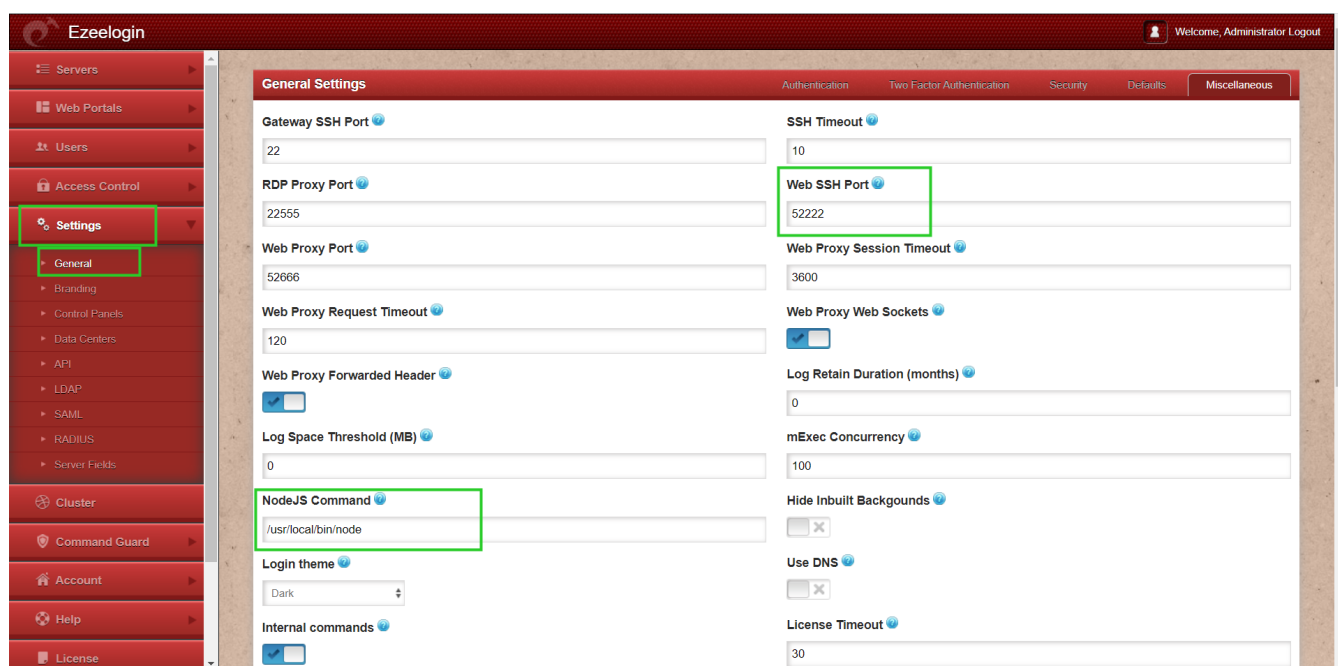 Ezeelogin
Welcome, Administrator Logout
Servers
Web Portals
Users
Access Control
Settings
General
Branding
Control Panels
Data Centers
API
LDAP
SAML
RADIUS
Server Fields
Cluster
Command Guard
Account
Help
License
General Settings
Authentication
Two Factor Authentication
Security
Defaults
Miscellaneous
Gateway SSH Port
22
SSH Timeout
10
RDP Proxy Port
22555
Web SSH Port
52222
Web Proxy Port
52666
Web Proxy Session Timeout
3600
Web Proxy Request Timeout
120
Web Proxy Web Sockets
Web Proxy Forwarded Header
Log Retain Duration (months)
0
Log Space Threshold (MB)
0
mExec Concurrency
100
NodeJS Command
/usr/local/bin/node
Hide Inbuilt Backgounds
Login theme
Dark
Use DNS
Internal commands
License Timeout
30